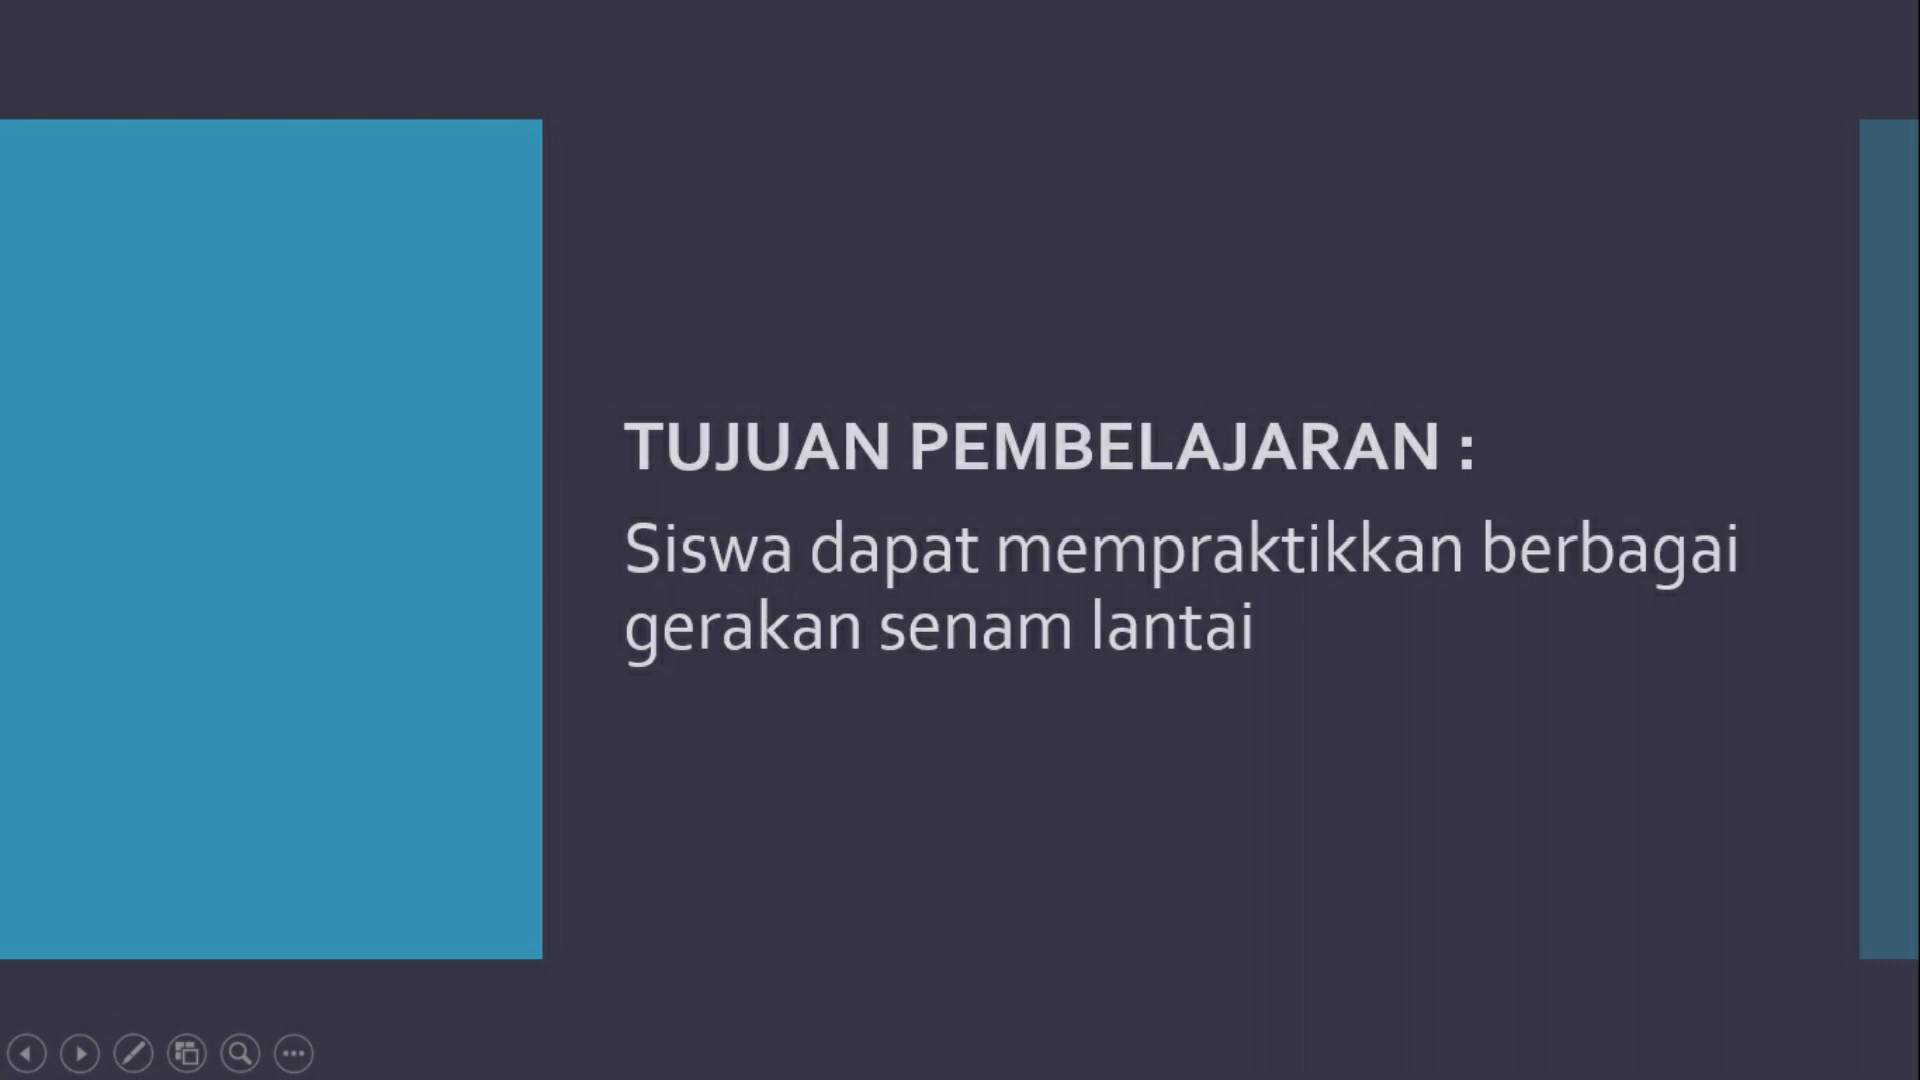 TUJUAN PEMBELAJARAN :
Siswa dapat mempraktikkan berbagai
gerakan senam lantai